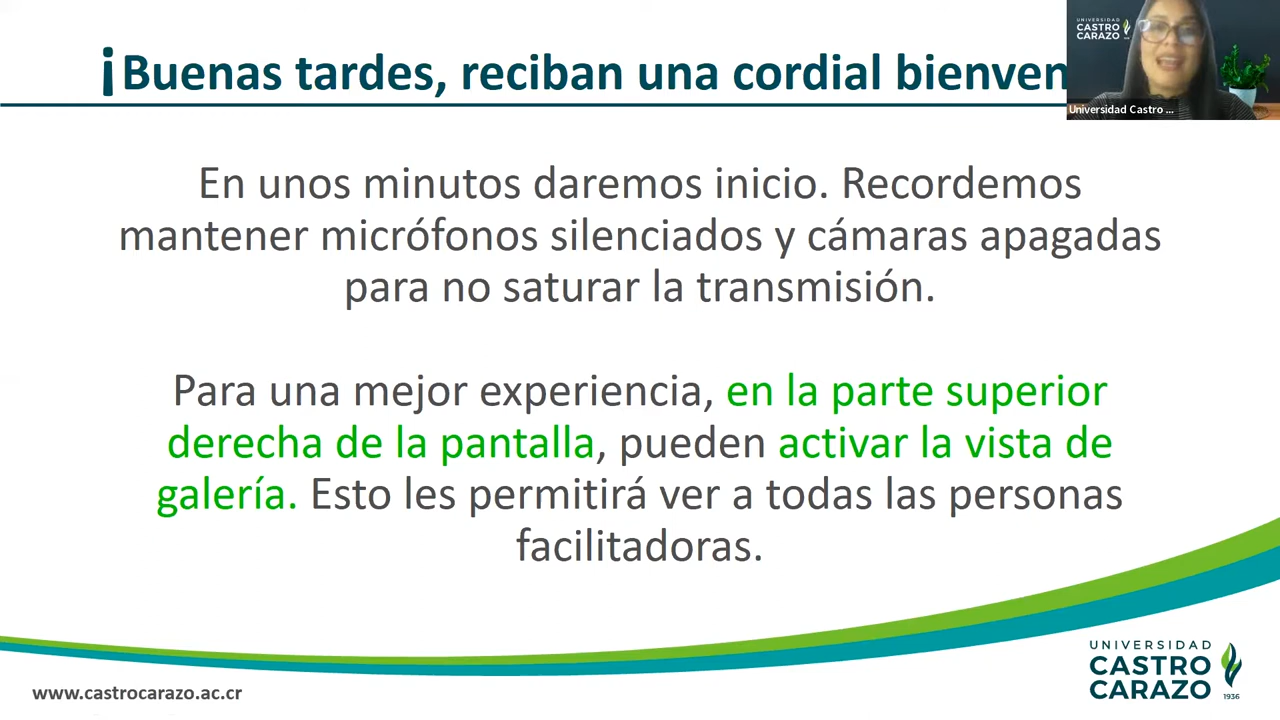 ¡Buenas tardes, reciban una cordial bienven
UNIVERSIDAD
CASTRO
CARAZO
Universidad Castro ...
En unos minutos daremos inicio. Recordemos
mantener micrófonos silenciados y cámaras apagadas
para no saturar la transmisión.
Para una mejor experiencia, en la parte superior
derecha de la pantalla, pueden activar la vista de
galería. Esto les permitirá ver a todas las personas
facilitadoras.
www.castrocarazo.ac.cr
UNIVERSIDAD
CASTRO
CARAZO
1936